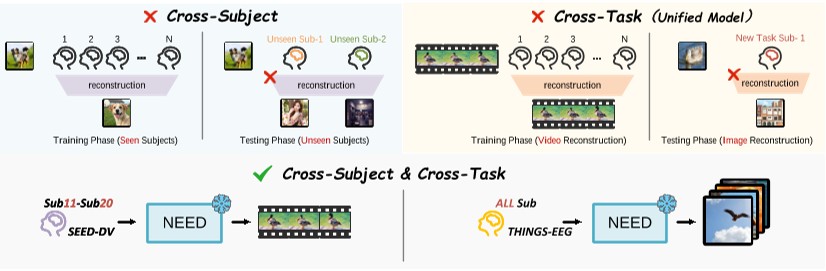 Cross-Subject
1 2 3 N
Unseen Sub-1 Unseen Sub-2
reconstruction
reconstruction
Training Phase (Seen Subjects)
Testing Phase (Unseen Subjects)
Cross-Task (Unified Model)
1 2 3 ... N
New Task Sub- 1
reconstruction
reconstruction
Training Phase (Video Reconstruction)
Testing Phase (Image Reconstruction)
Cross-Subject & Cross-Task
Sub11-Sub20
SEED-DV
NEED
ALL Sub
THINGS-EEG
NEED